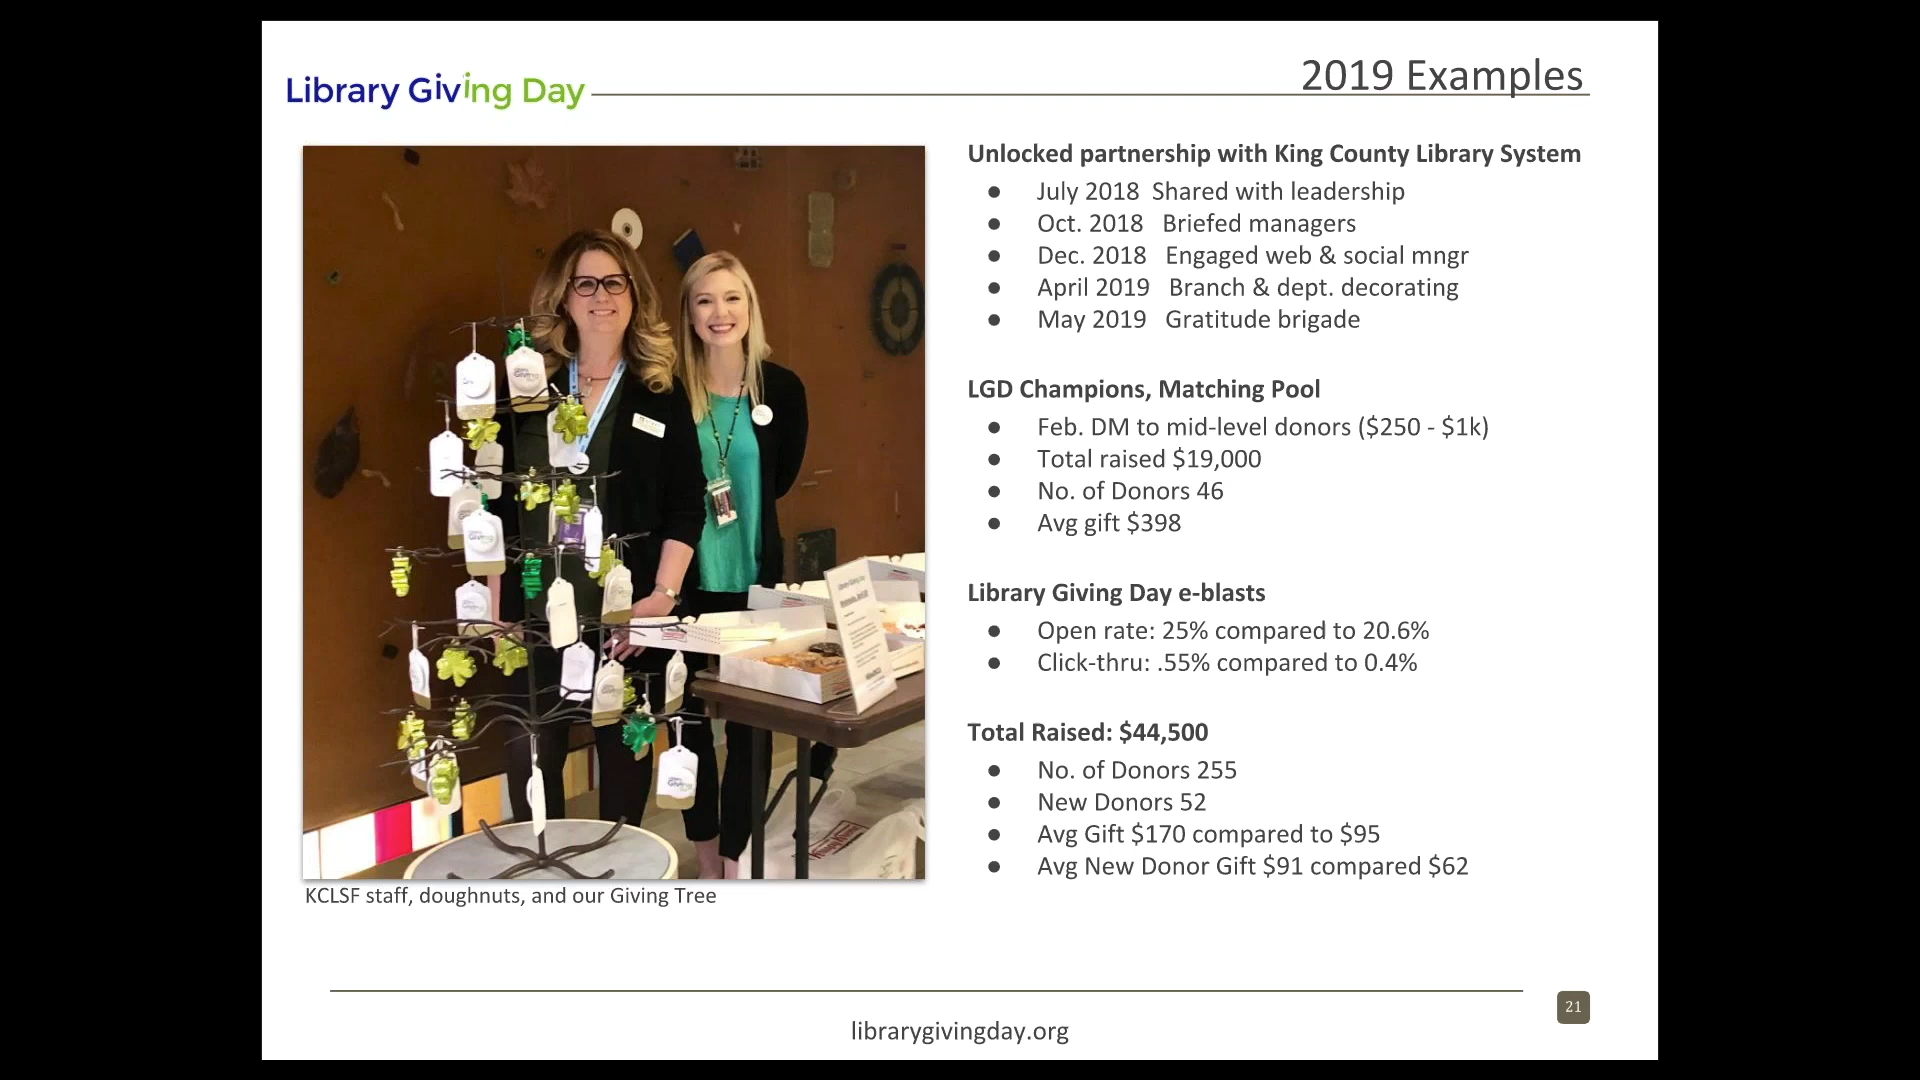 Library Giving Day
2019 Examples
Unlocked partnership with King County Library System
● July 2018 Shared with leadership
● Oct. 2018 Briefed managers
● Dec. 2018 Engaged web & social mngr
● April 2019 Branch & dept. decorating
● May 2019 Gratitude brigade
LGD Champions, Matching Pool
● Feb. DM to mid-level donors ($250 - $1k)
● Total raised $19,000
● No. of Donors 46
● Avg gift $398
Library Giving Day e-blasts
● Open rate: 25% compared to 20.6%
● Click-thru: .55% compared to 0.4%
Total Raised: $44,500
● No. of Donors 255
● New Donors 52
● Avg Gift $170 compared to $95
● Avg New Donor Gift $91 compared $62
KCLSF staff, doughnuts, and our Giving Tree
21
librarygivingday.org